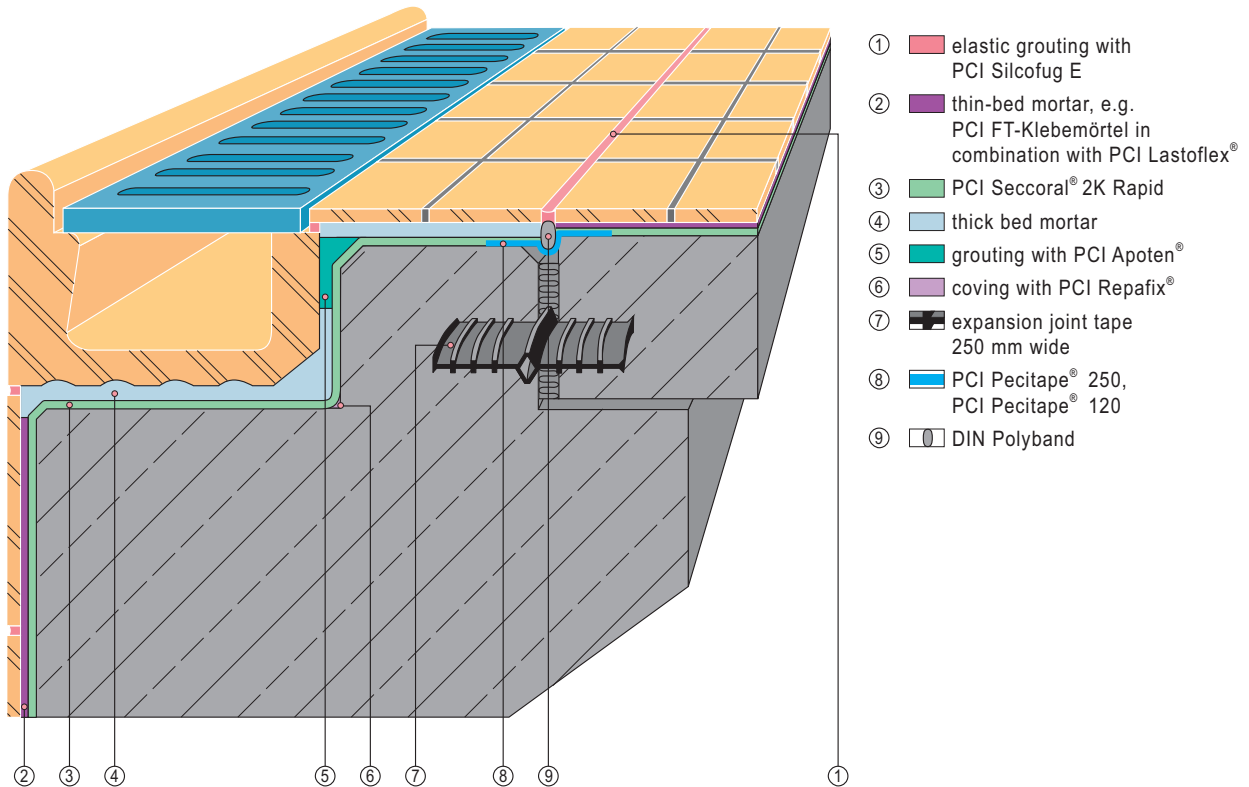 ① elastic grouting with
PCI Silcofug E
② thin-bed mortar, e.g.
PCI FT-Klebemörtel in
combination with PCI Lastoflex®
③ PCI Seccoral® 2K Rapid
④ thick bed mortar
⑤ grouting with PCI Apoten®
⑥ coving with PCI Repafix®
⑦ expansion joint tape
250 mm wide
⑧ PCI Pecitape® 250,
PCI Pecitape® 120
⑨ DIN Polyband
② ③ ④ ⑤ ⑥ ⑦ ⑧ ⑨ ①